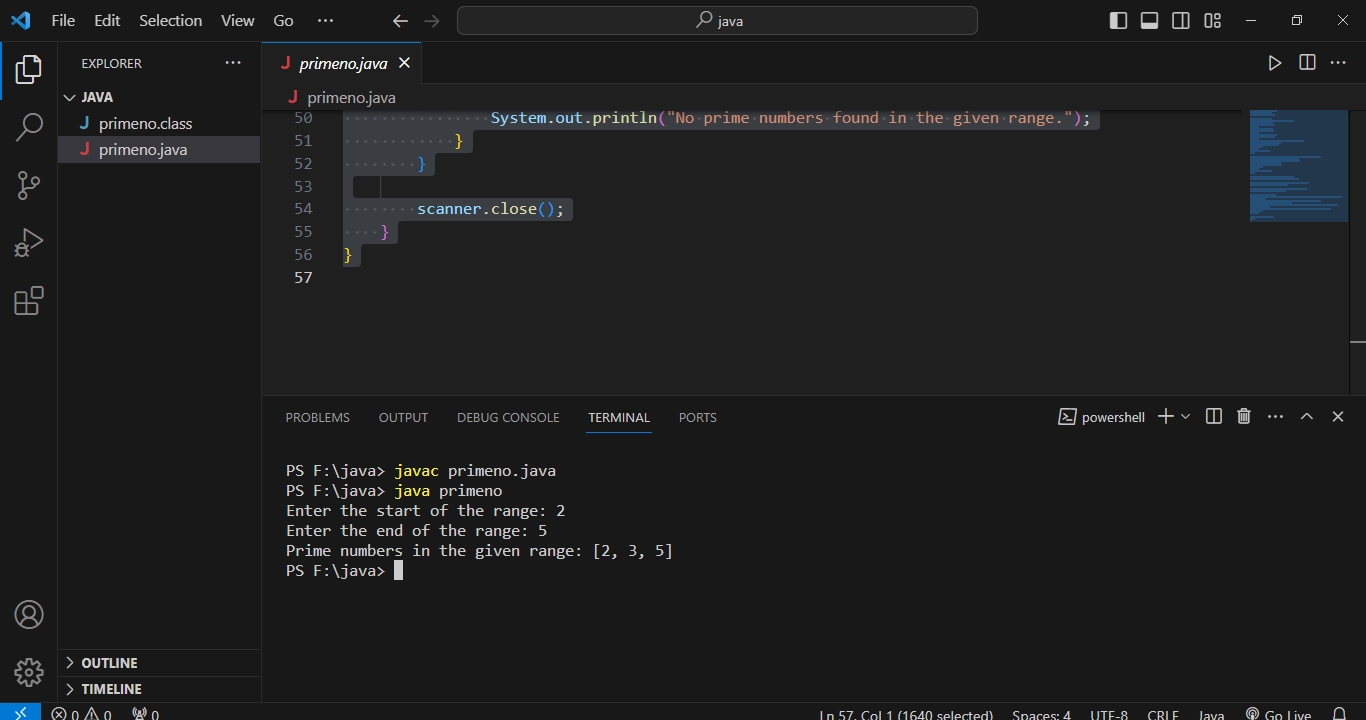 File Edit Selection View Go ···
java
EXPLORER ···
JAVA
J primeno.class
J primeno.java
OUTLINE
TIMELINE
J primeno.java
J primeno.java
50 System.out.println("No prime numbers found in the given range.");
51 }
52 }
53
54 scanner.close();
55 }
56 }
57
PROBLEMS OUTPUT DEBUG CONSOLE TERMINAL PORTS
powershell
PS F:\java> javac primeno.java
PS F:\java> java primeno
Enter the start of the range: 2
Enter the end of the range: 5
Prime numbers in the given range: [2, 3, 5]
PS F:\java>
0 0 0 Ln 57, Col 1 (1640 selected) Spaces: 4 UTF-8 CRLF Java Go Live